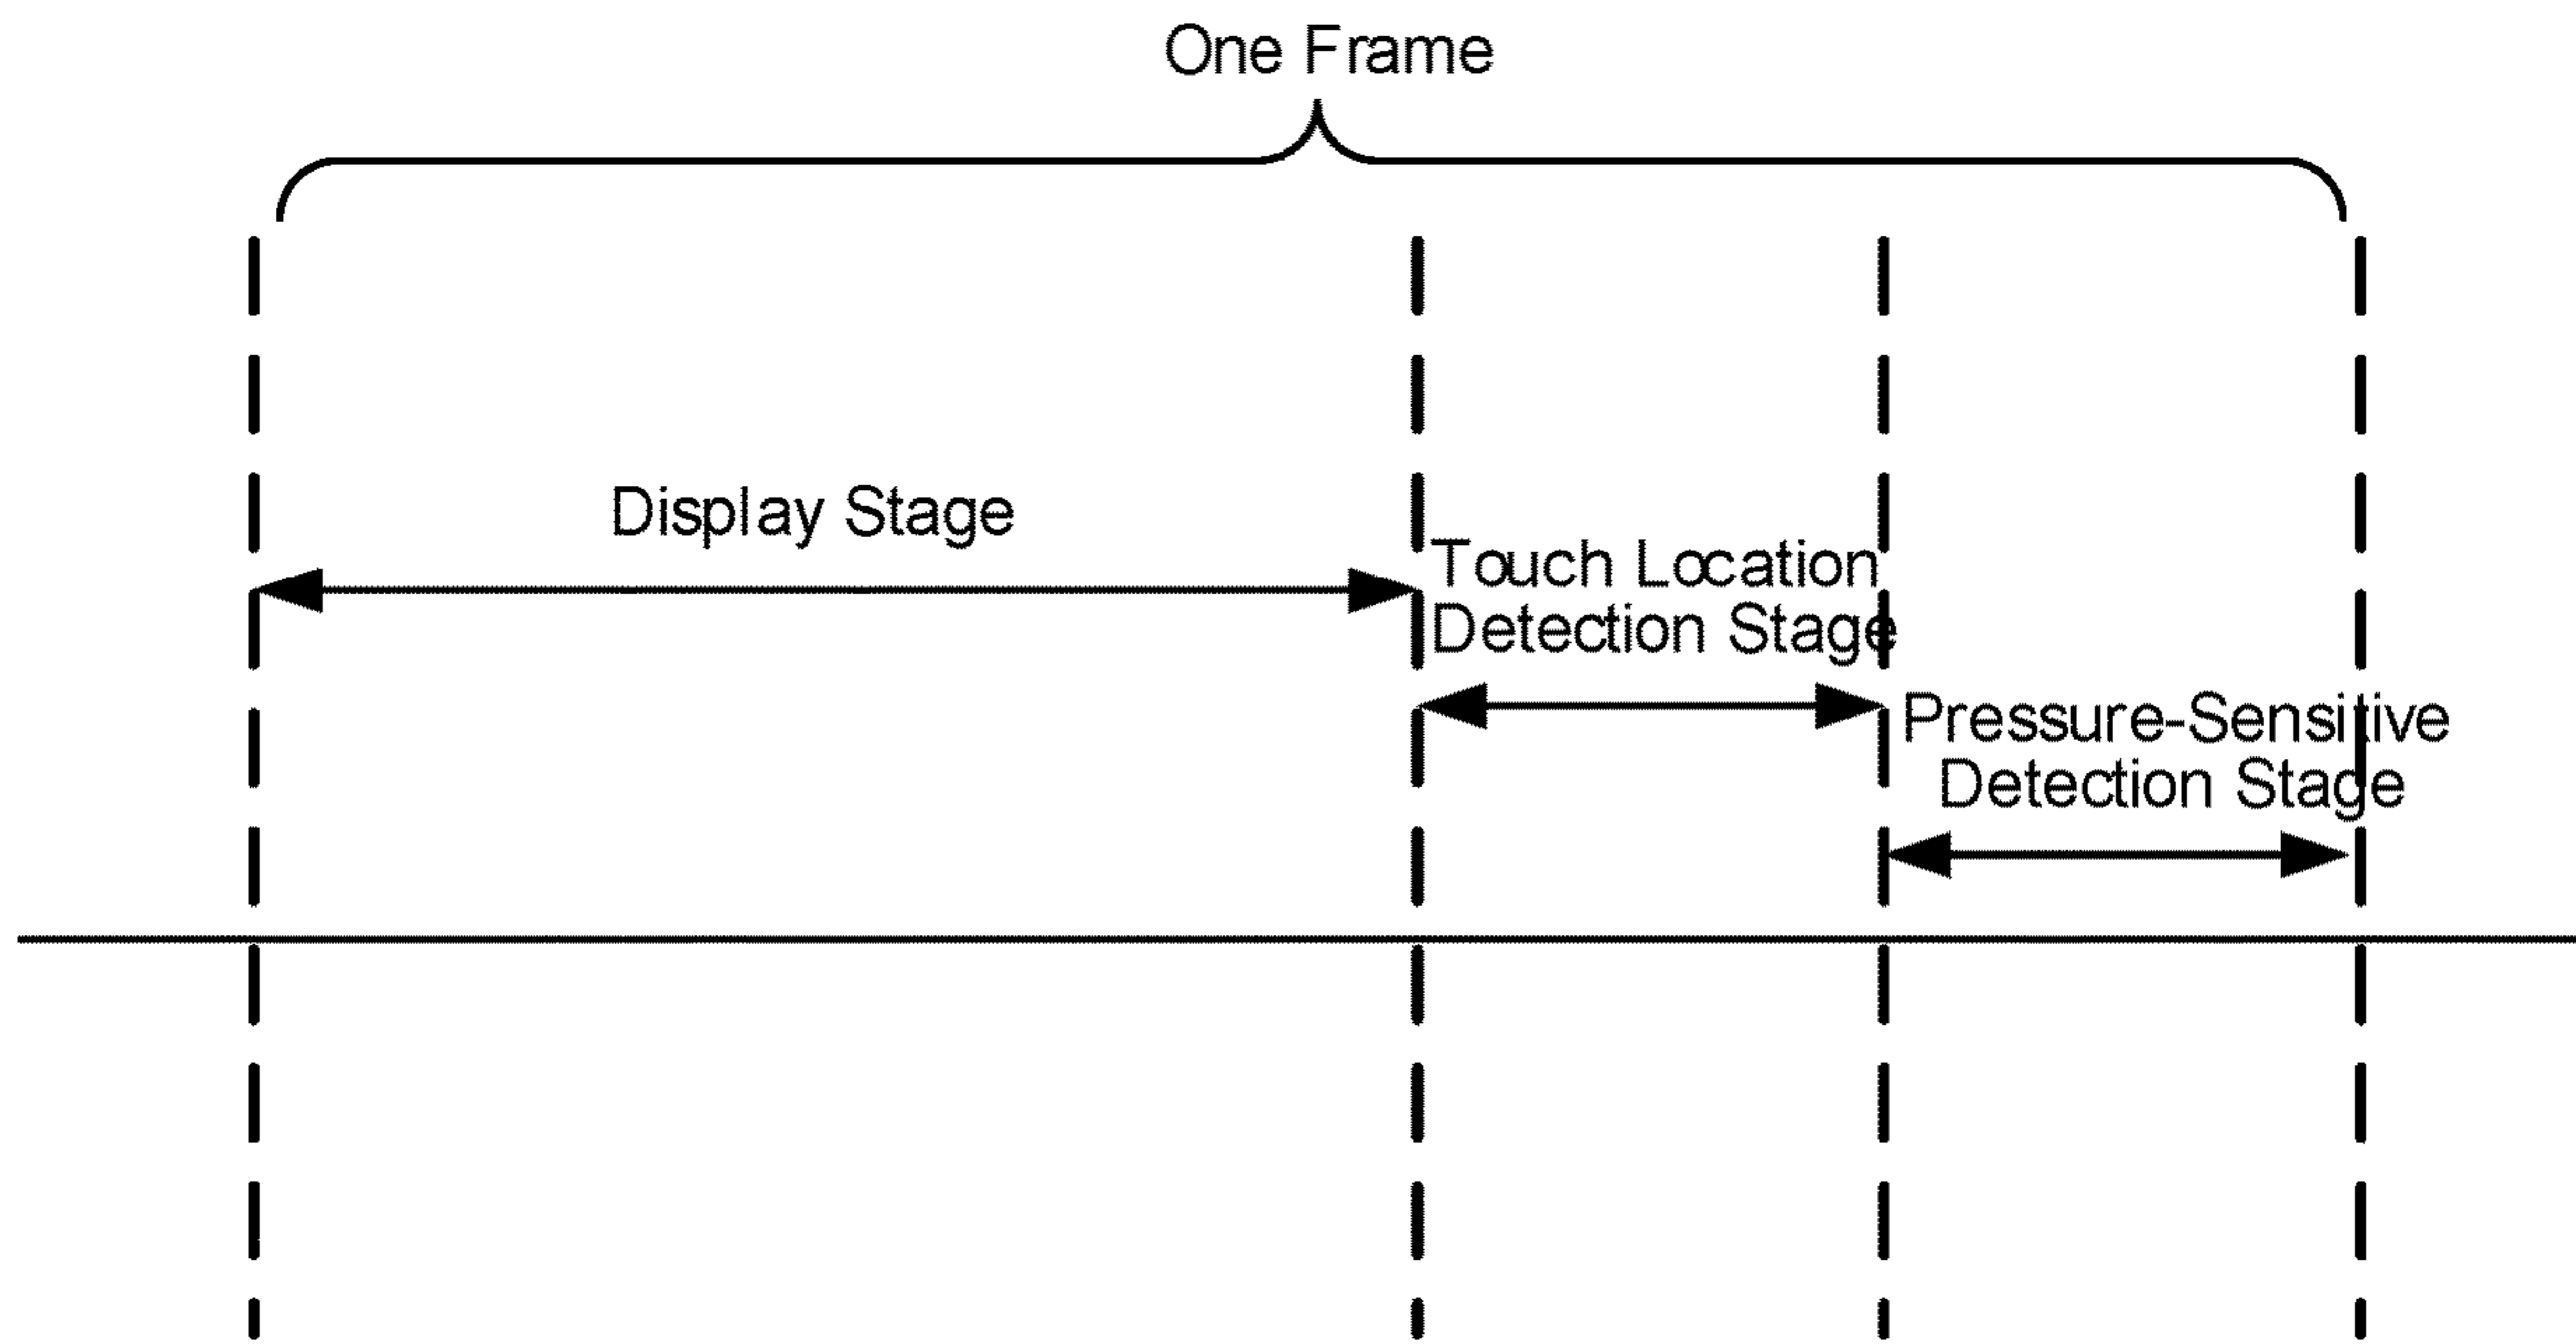 One Frame
Display Stage
Touch Location
Detection Stage
Pressure-Sensitive
Detection Stage